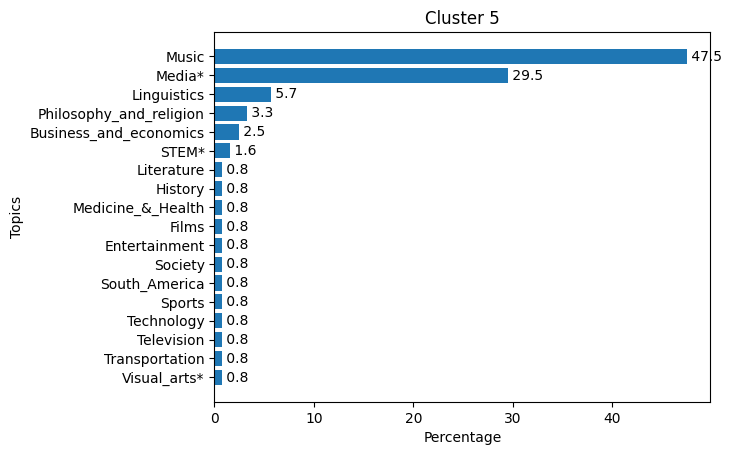 Cluster 5
Music 47.5
Media* 29.5
Linguistics 5.7
Philosophy_and_religion 3.3
Business_and_economics 2.5
STEM* 1.6
Literature 0.8
History 0.8
Medicine_&_Health 0.8
Films 0.8
Entertainment 0.8
Society 0.8
South_America 0.8
Sports 0.8
Technology 0.8
Television 0.8
Transportation 0.8
Visual_arts* 0.8
Topics
0 10 20 30 40
Percentage